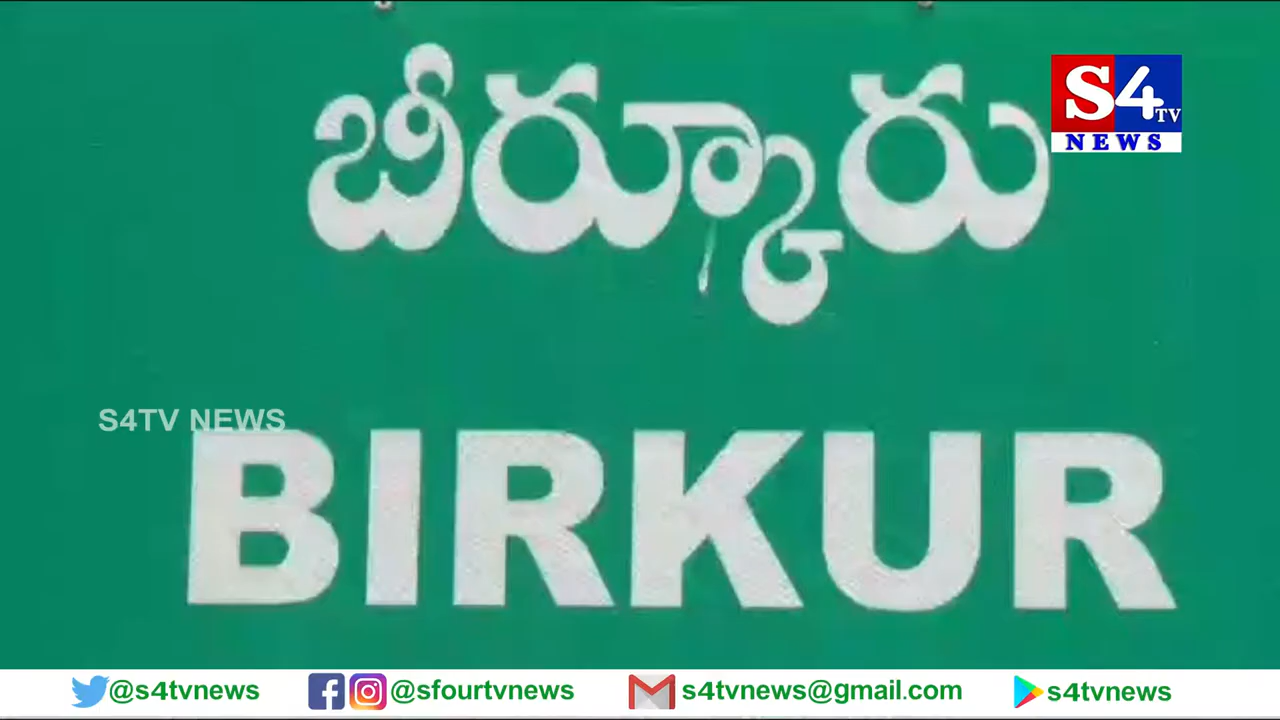 బీర్కూరు
S4
TV
NEWS
S4TV NEWS
BIRKUR
@s4tvnews @sfourtvnews s4tvnews@gmail.com s4tvnews